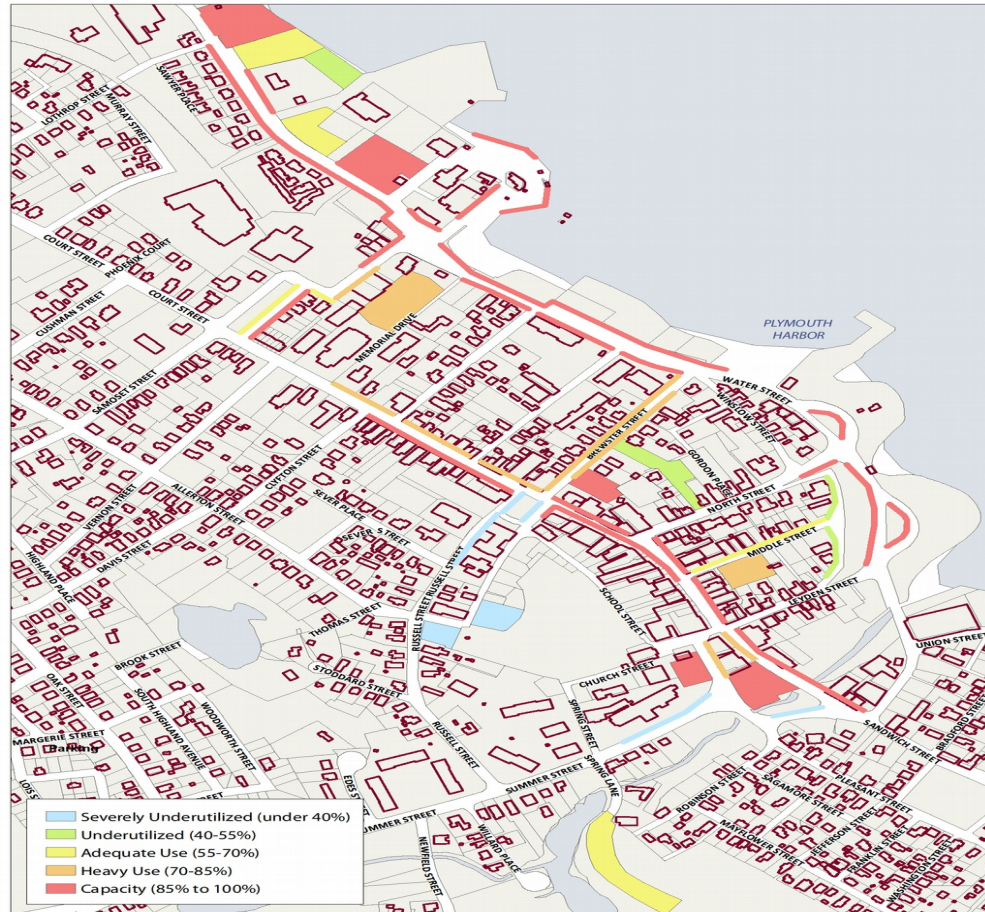 SAWYER PLACE
LOTHROP STREET
MURRAY STREET
COURT STREET
PHOENIX COURT
COURT STREET
CUSHMAN STREET
MEMORIAL DRIVE
SAMOSET STREET
PLYMOUTH
HARBOR
WATER STREET
WINSLOW STREET
BREWSTER STREET
GORDON PLACE
NORTH STREET
CLYFTON STREET
ALLERTON STREET
VERNON STREET
SEVER PLACE
SEVER STREET
DAVIS STREET
HIGHLAND PLACE
MIDDLE STREET
LEYDEN STREET
SCHOOL STREET
RUSSELL STREET
RUSSELL STREET
THOMAS STREET
UNION STREET
BROOK STREET
STODDARD STREET
CHURCH STREET
OAK STREET
SOUTH HIGHLAND AVENUE
WOODWORTH STREET
SPRING STREET
SANDWICH STREET
BRADFORD STREET
MARGERIE STREET
Parking
RUSSELL STREET
SPRING LANE
SUMMER STREET
ROBINSON STREET
SAGAMORE STREET
PLEASANT STREET
LOIS S
EDES ST
UMMER STREET
MAYFLOWER STREET
JEFFERSON STREET
FRANKLIN STREET
WASHINGTON STREET
NEWFIELD STREET
WILLARD PLACE
Severely Underutilized (under 40%)
Underutilized (40-55%)
Adequate Use (55-70%)
Heavy Use (70-85%)
Capacity (85% to 100%)